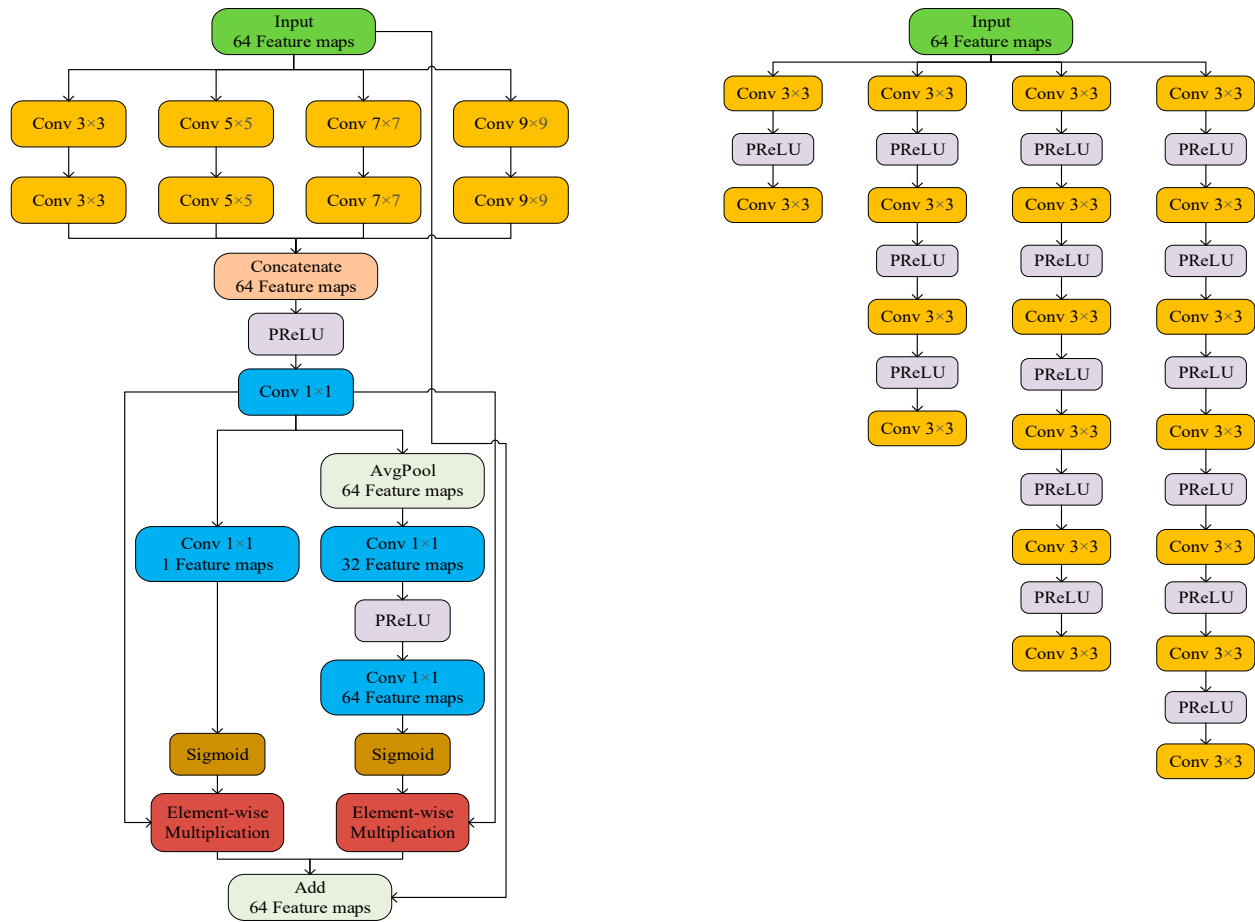 Input
64 Feature maps
Conv 3×3
Conv 5×5
Conv 7×7
Conv 9×9
Conv 3×3
Conv 5×5
Conv 7×7
Conv 9×9
Concatenate
64 Feature maps
PReLU
Conv 1×1
AvgPool
64 Feature maps
Conv 1×1
1 Feature maps
Conv 1×1
32 Feature maps
PReLU
Conv 1×1
64 Feature maps
Sigmoid
Sigmoid
Element-wise
Multiplication
Element-wise
Multiplication
Add
64 Feature maps
Input
64 Feature maps
Conv 3×3
PReLU
Conv 3×3
Conv 3×3
PReLU
Conv 3×3
PReLU
Conv 3×3
PReLU
Conv 3×3
Conv 3×3
PReLU
Conv 3×3
PReLU
Conv 3×3
PReLU
Conv 3×3
PReLU
Conv 3×3
PReLU
Conv 3×3
Conv 3×3
PReLU
Conv 3×3
PReLU
Conv 3×3
PReLU
Conv 3×3
PReLU
Conv 3×3
PReLU
Conv 3×3
PReLU
Conv 3×3